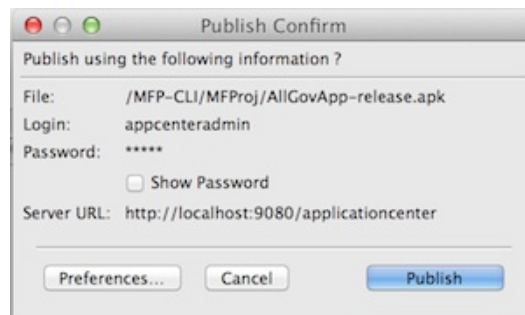 Publish Confirm
Publish using the following information ?
File: /MFP-CLI/MFProj/AllGovApp-release.apk
Login: appcenteradmin
Password: *****
Show Password
Server URL: http://localhost:9080/applicationcenter
Preferences... Cancel Publish